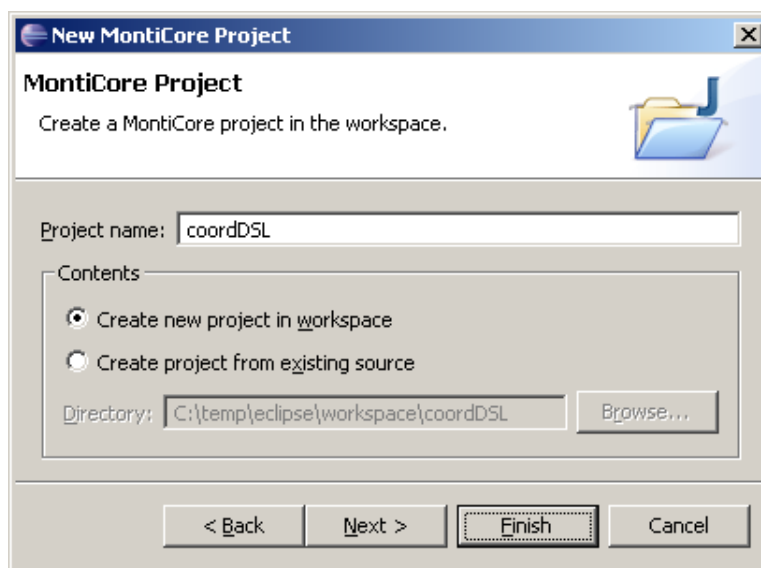 New MontiCore Project
MontiCore Project
Create a MontiCore project in the workspace.
Project name: coordDSL
Contents
Create new project in workspace
Create project from existing source
Directory: C:\temp\eclipse\workspace\coordDSL Browse...
< Back Next > Finish Cancel